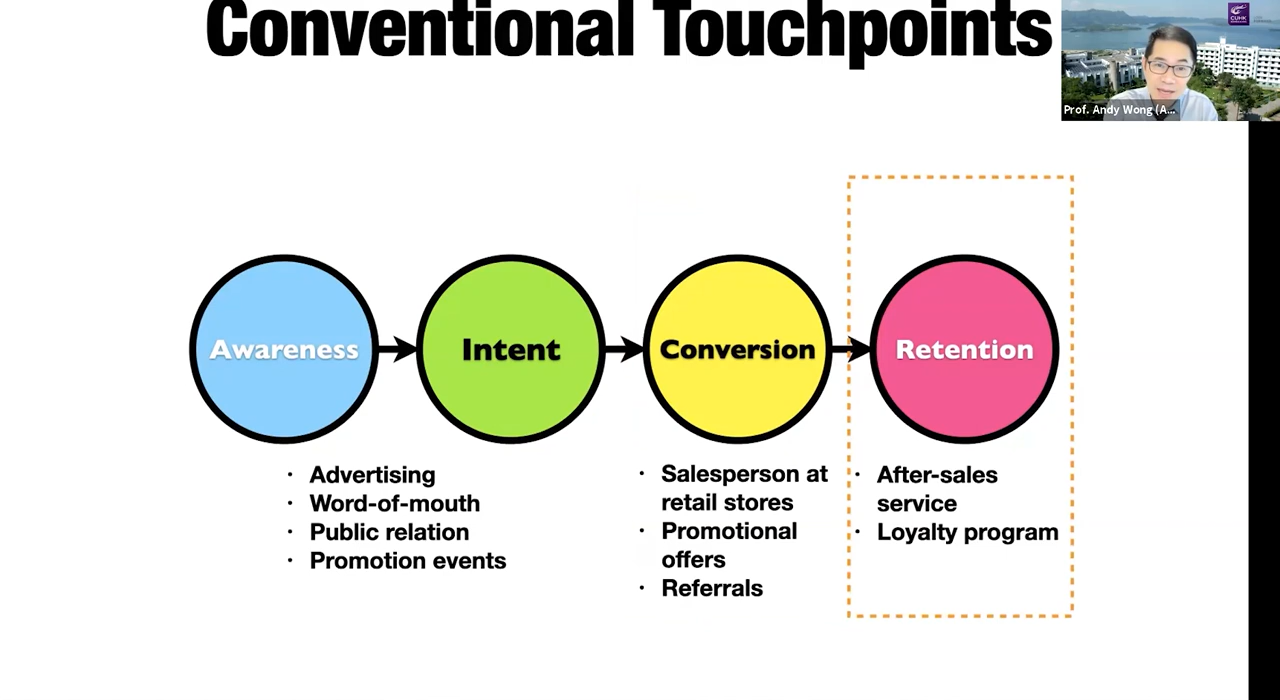 Conventional Touchpoints
CUHK
Prof. Andy Wong (A...
Awareness
Intent
Conversion
Retention
· Advertising
· Word-of-mouth
· Public relation
· Promotion events
· Salesperson at
retail stores
· Promotional
offers
· Referrals
· After-sales
service
· Loyalty program